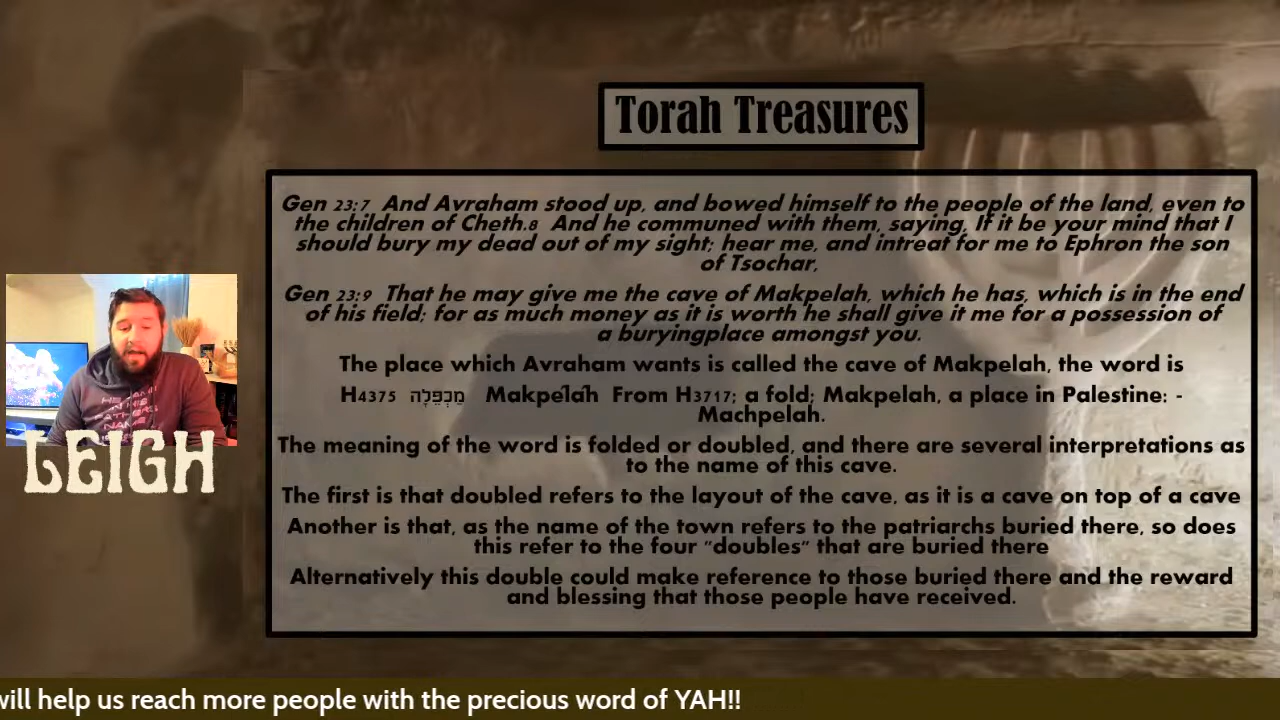 Torah Treasures
Gen 23:7 And Avraham stood up, and bowed himself to the people of the land, even to
the children of Cheth.8 And he communed with them, saying, If it be your mind that I
should bury my dead out of my sight; hear me, and intreat for me to Ephron the son
of Tsochar,
Gen 23:9 That he may give me the cave of Makpelah, which he has, which is in the end
of his field; for as much money as it is worth he shall give it me for a possession of
a buryingplace amongst you.
The place which Avraham wants is called the cave of Makpelah, the word is
H4375 מַכְפֵּלָה Makpêlâh From H3717; a fold; Makpelah, a place in Palestine: -
Machpelah.
The meaning of the word is folded or doubled, and there are several interpretations as
to the name of this cave.
The first is that doubled refers to the layout of the cave, as it is a cave on top of a cave
Another is that, as the name of the town refers to the patriarchs buried there, so does
this refer to the four "doubles" that are buried there
Alternatively this double could make reference to those buried there and the reward
and blessing that those people have received.
LEIGH
will help us reach more people with the precious word of YAH!!